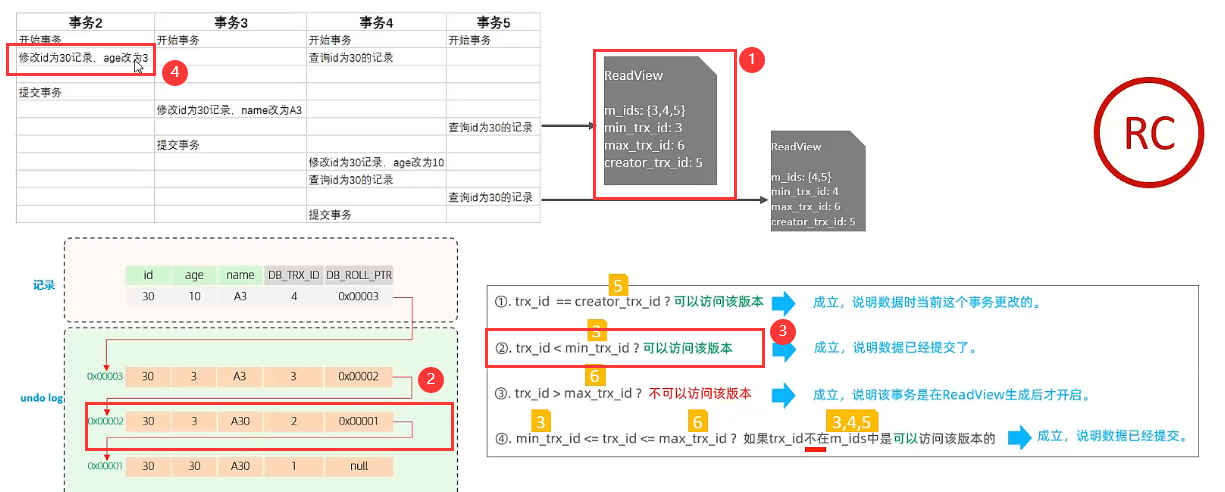 事务2 事务3 事务4 事务5
开始事务 开始事务 开始事务 开始事务
修改id为30记录，age改为3 查询id为30的记录
4
提交事务
修改id为30记录，name改为A3
查询id为30的记录
提交事务
修改id为30记录，age改为10
查询id为30的记录
查询id为30的记录
提交事务
1
ReadView
m_ids: {3,4,5}
min_trx_id: 3
max_trx_id: 6
creator_trx_id: 5
ReadView
m_ids: {4,5}
min_trx_id: 4
max_trx_id: 6
creator_trx_id: 5
RC
记录
id age name DB_TRX_ID DB_ROLL_PTR
30 10 A3 4 0x00003
undo log
0x00003 30 3 A3 3 0x00002
2
0x00002 30 3 A30 2 0x00001
0x00001 30 30 A30 1 null
5
①. trx_id == creator_trx_id ? 可以访问该版本 成立，说明数据时当前这个事务更改的。
3
3
②. trx_id < min_trx_id ? 可以访问该版本 成立，说明数据已经提交了。
6
③. trx_id > max_trx_id ? 不可以访问该版本 成立，说明该事务是在ReadView生成后才开启。
3 6 3,4,5
④. min_trx_id <= trx_id <= max_trx_id ? 如果trx_id不在m_ids中是可以访问该版本的 成立，说明数据已经提交。